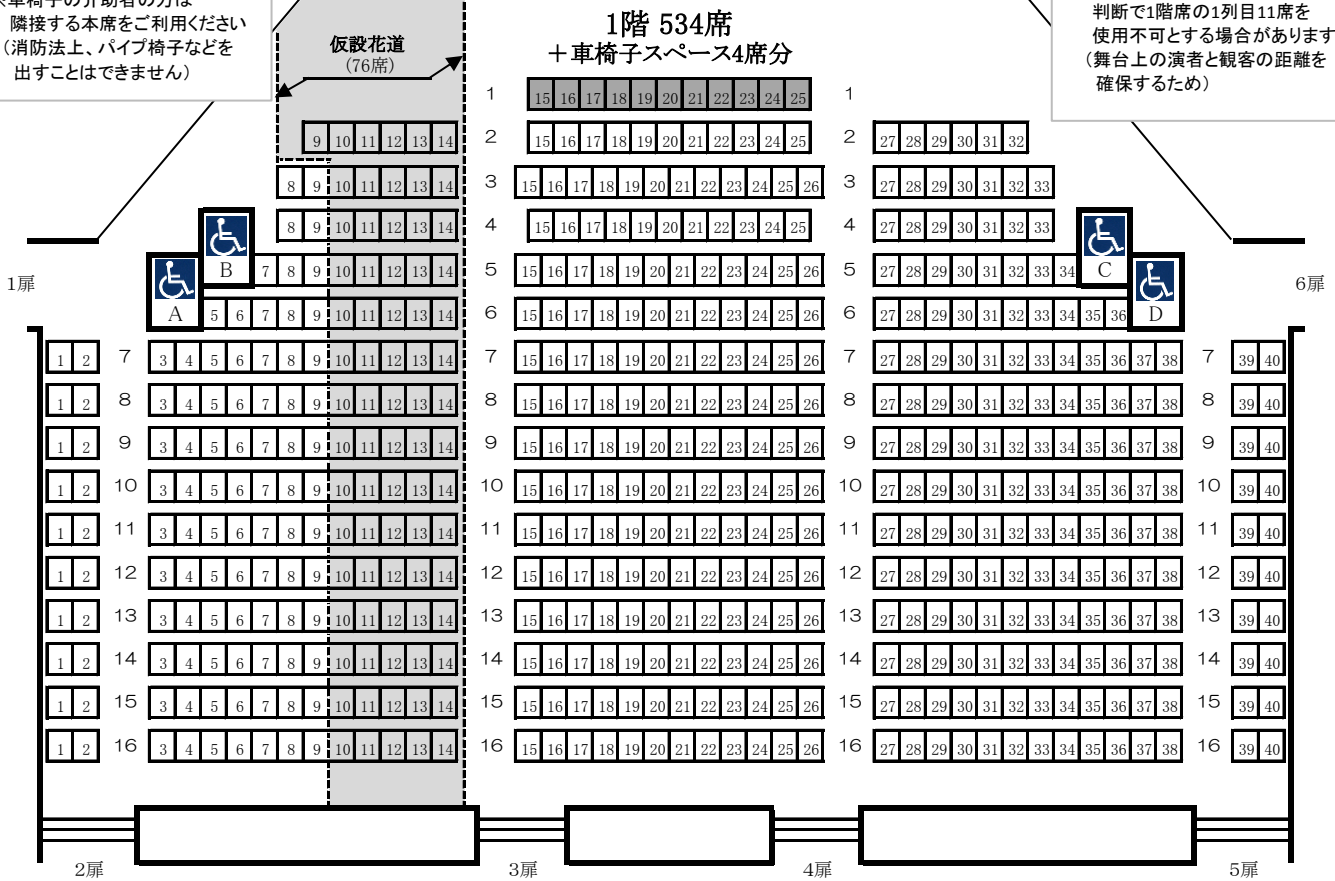 ※車椅子の介助者の方は
隣接する本席をご利用ください
(消防法上、パイプ椅子などを
出すことはできません)
判断で1階席の1列目11席を
使用不可とする場合があります
(舞台上の演者と観客の距離を
確保するため)
1階 534席
+車椅子スペース4席分
仮設花道
(76席)
1 15 16 17 18 19 20 21 22 23 24 25 1
9 10 11 12 13 14 2 15 16 17 18 19 20 21 22 23 24 25 2 27 28 29 30 31 32
8 9 10 11 12 13 14 3 15 16 17 18 19 20 21 22 23 24 25 26 3 27 28 29 30 31 32 33
8 9 10 11 12 13 14 4 15 16 17 18 19 20 21 22 23 24 25 4 27 28 29 30 31 32 33
B 7 8 9 10 11 12 13 14 5 15 16 17 18 19 20 21 22 23 24 25 26 5 27 28 29 30 31 32 33 34 C
1扉 6扉
A 5 6 7 8 9 10 11 12 13 14 6 15 16 17 18 19 20 21 22 23 24 25 26 6 27 28 29 30 31 32 33 34 35 36 D
1 2 7 3 4 5 6 7 8 9 10 11 12 13 14 7 15 16 17 18 19 20 21 22 23 24 25 26 7 27 28 29 30 31 32 33 34 35 36 37 38 7 39 40
1 2 8 3 4 5 6 7 8 9 10 11 12 13 14 8 15 16 17 18 19 20 21 22 23 24 25 26 8 27 28 29 30 31 32 33 34 35 36 37 38 8 39 40
1 2 9 3 4 5 6 7 8 9 10 11 12 13 14 9 15 16 17 18 19 20 21 22 23 24 25 26 9 27 28 29 30 31 32 33 34 35 36 37 38 9 39 40
1 2 10 3 4 5 6 7 8 9 10 11 12 13 14 10 15 16 17 18 19 20 21 22 23 24 25 26 10 27 28 29 30 31 32 33 34 35 36 37 38 10 39 40
1 2 11 3 4 5 6 7 8 9 10 11 12 13 14 11 15 16 17 18 19 20 21 22 23 24 25 26 11 27 28 29 30 31 32 33 34 35 36 37 38 11 39 40
1 2 12 3 4 5 6 7 8 9 10 11 12 13 14 12 15 16 17 18 19 20 21 22 23 24 25 26 12 27 28 29 30 31 32 33 34 35 36 37 38 12 39 40
1 2 13 3 4 5 6 7 8 9 10 11 12 13 14 13 15 16 17 18 19 20 21 22 23 24 25 26 13 27 28 29 30 31 32 33 34 35 36 37 38 13 39 40
1 2 14 3 4 5 6 7 8 9 10 11 12 13 14 14 15 16 17 18 19 20 21 22 23 24 25 26 14 27 28 29 30 31 32 33 34 35 36 37 38 14 39 40
1 2 15 3 4 5 6 7 8 9 10 11 12 13 14 15 15 16 17 18 19 20 21 22 23 24 25 26 15 27 28 29 30 31 32 33 34 35 36 37 38 15 39 40
1 2 16 3 4 5 6 7 8 9 10 11 12 13 14 16 15 16 17 18 19 20 21 22 23 24 25 26 16 27 28 29 30 31 32 33 34 35 36 37 38 16 39 40
2扉 3扉 4扉 5扉